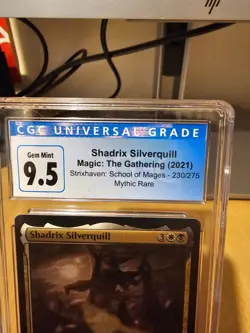 CGC UNIVERSAL GRADE
Gem Mint
9.5
Shadrix Silverquill
Magic: The Gathering (2021)
Strixhaven: School of Mages - 230/275
Mythic Rare
Shadrix Silverquill
3